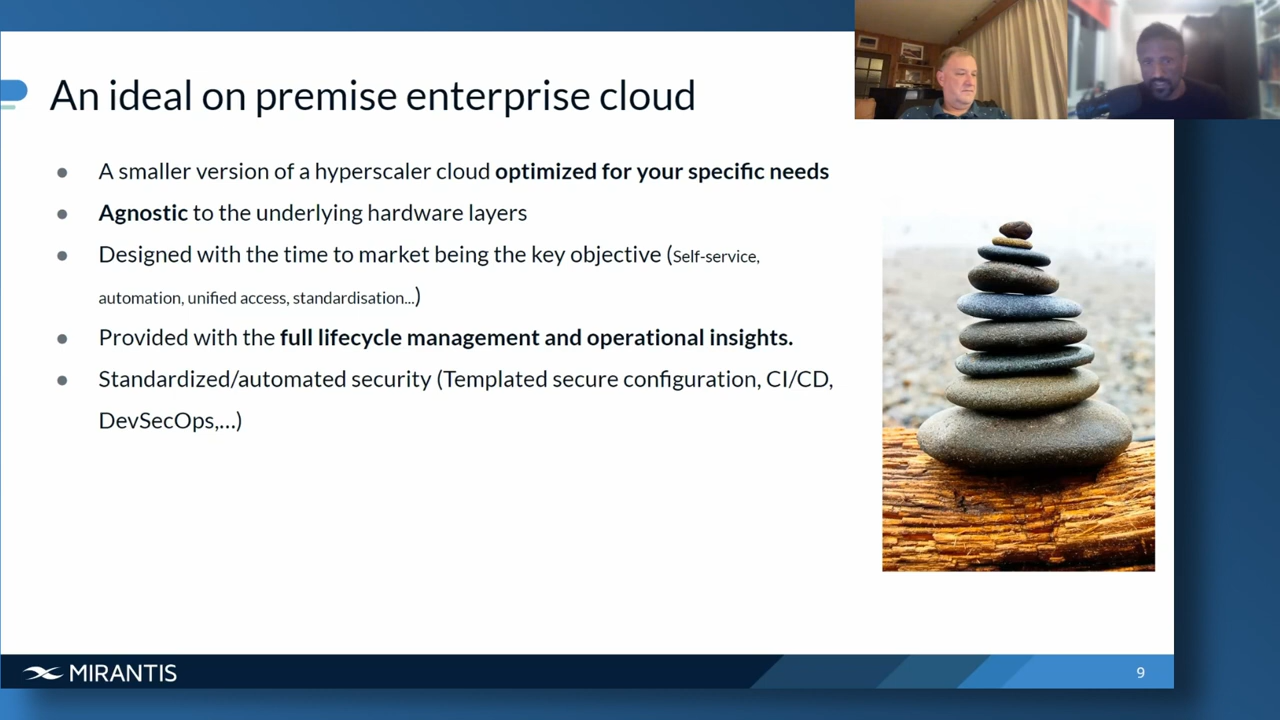 An ideal on premise enterprise cloud
A smaller version of a hyperscaler cloud optimized for your specific needs
Agnostic to the underlying hardware layers
Designed with the time to market being the key objective (Self-service,
automation, unified access, standardisation...)
Provided with the full lifecycle management and operational insights.
Standardized/automated security (Templated secure configuration, CI/CD,
DevSecOps,...)
MIRANTIS
9